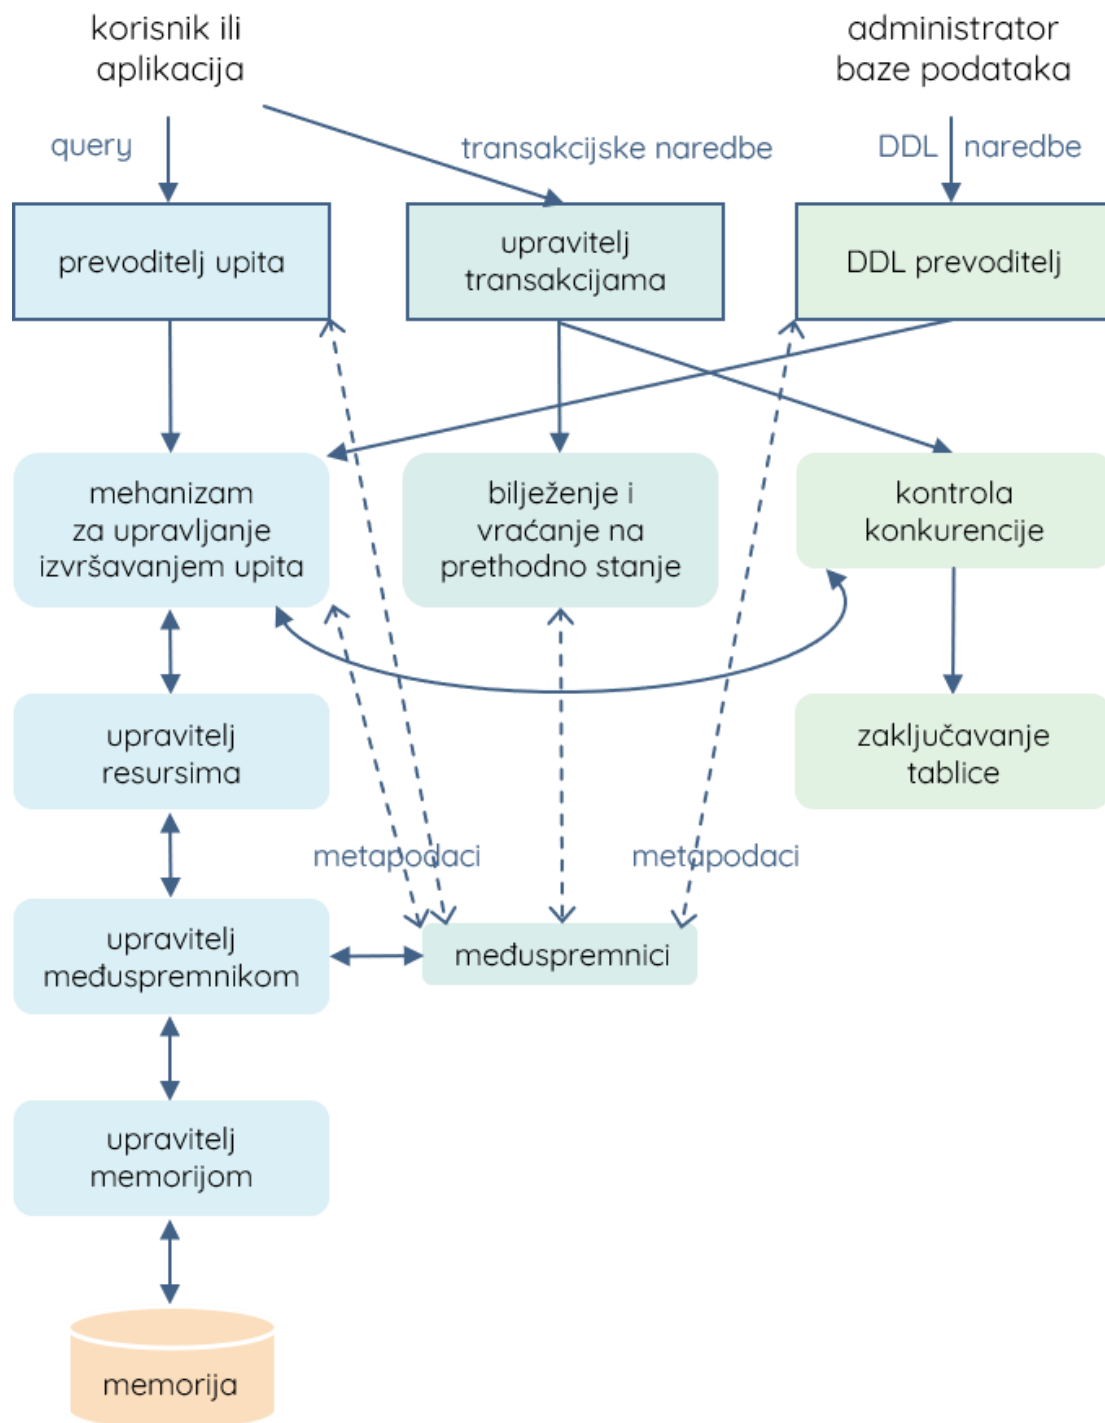 korisnik ili
aplikacija
administrator
baze podataka
query
transakcijske naredbe
DDL naredbe
prevoditelj upita
upravitelj
transakcijama
DDL prevoditelj
mehanizam
za upravljanje
izvršavanjem upita
bilježenje i
vraćanje na
prethodno stanje
kontrola
konkurencije
upravitelj
resursima
zaključavanje
tablice
metapodaci
metapodaci
upravitelj
međuspremnikom
međuspremnici
upravitelj
memorijom
memorija